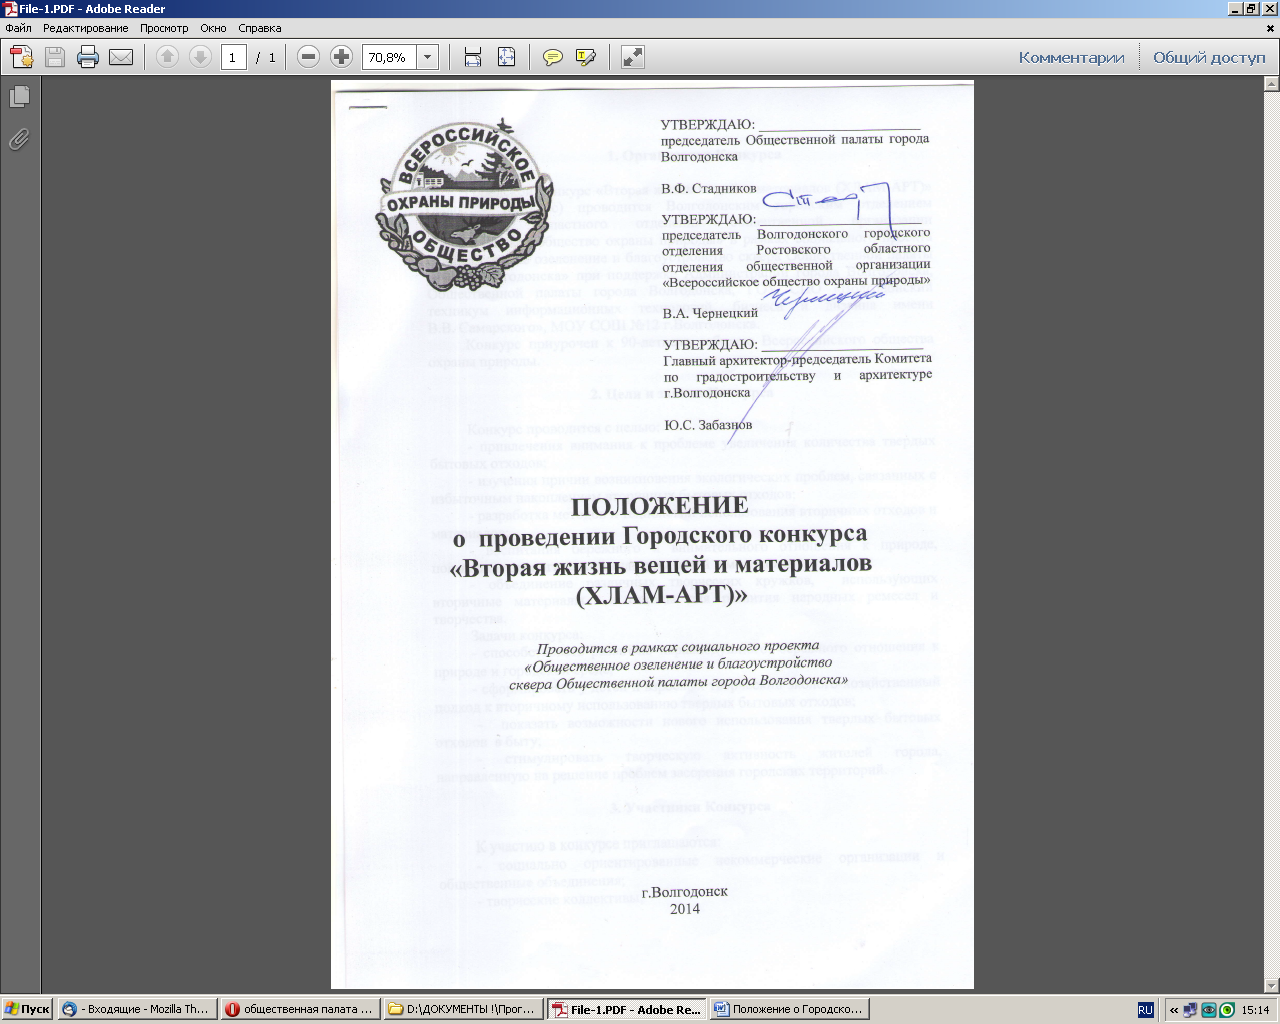 File-1.PDF - Adobe Reader
Файл Редактирование Просмотр Окно Справка
1 / 1 70,8% Комментарии Общий доступ
ВСЕРОССИЙСКОЕ
ОХРАНЫ ПРИРОДЫ
ОБЩЕСТВО
УТВЕРЖДАЮ:
председатель Общественной палаты города
Волгодонска
В.Ф. Стадников
УТВЕРЖДАЮ:
председатель Волгодонского городского
отделения Ростовского областного
отделения общественной организации
«Всероссийское общество охраны природы»
В.А. Чернецкий
УТВЕРЖДАЮ:
Главный архитектор-председатель Комитета
по градостроительству и архитектуре
г.Волгодонска
Ю.С. Забазнов
ПОЛОЖЕНИЕ
о проведении Городского конкурса
«Вторая жизнь вещей и материалов
(ХЛАМ-АРТ)»
Проводится в рамках социального проекта
«Общественное озеленение и благоустройство
сквера Общественной палаты города Волгодонска»
г.Волгодонск
2014
Пуск - Входящие - Mozilla Th... общественная палата ... D:\ДОКУМЕНТЫ !\Прог... File-1.PDF - Adobe Re... Положение о Городско... RU « 15:14